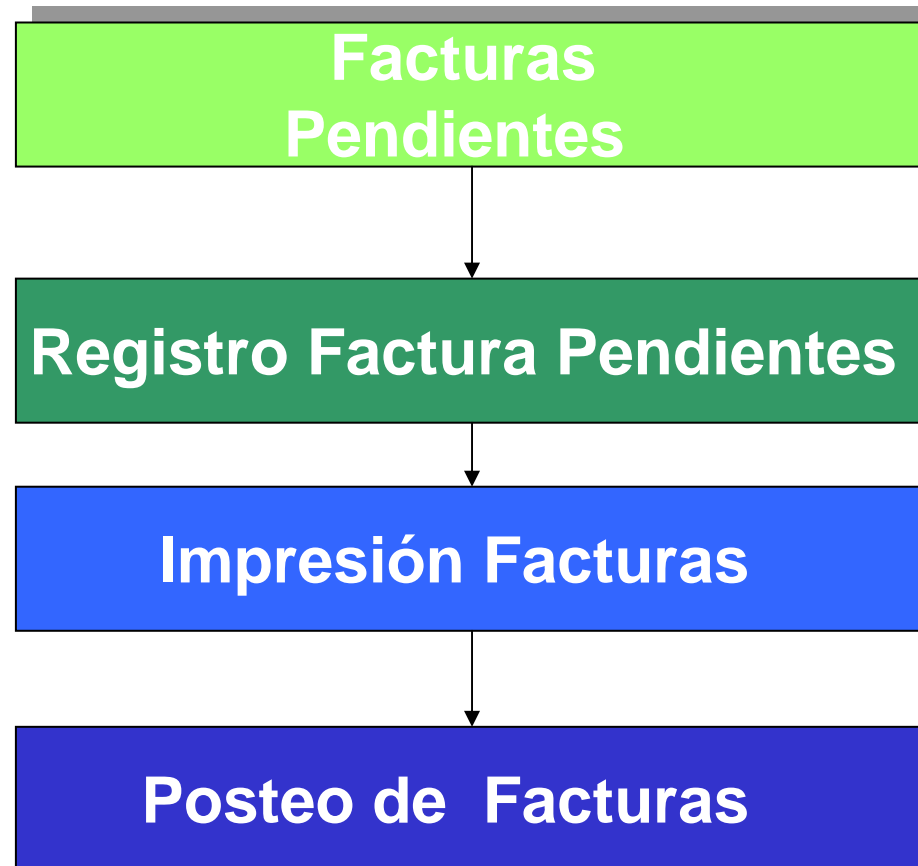 Facturas
Pendientes
Registro Factura Pendientes
Impresión Facturas
Posteo de  Facturas